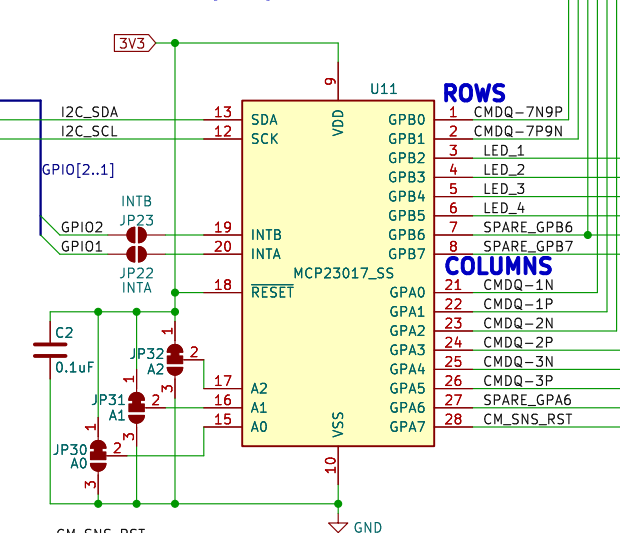 3V3
9
U11
ROWS
I2C_SDA 13 SDA VDD GPB0 1 CMDQ-7N9P
I2C_SCL 12 SCK GPB1 2 CMDQ-7P9N
GPB2 3 LED_1
GPIO[2..1] GPB3 4 LED_2
GPB4 5 LED_3
INTB GPB5 6 LED_4
JP23
GPIO2 19 INTB GPB6 7 SPARE_GPB6
GPIO1 20 INTA GPB7 8 SPARE_GPB7
JP22 MCP23017_SS COLUMNS
INTA
18 RESET GPA0 21 CMDQ-1N
GPA1 22 CMDQ-1P
C2 1 GPA2 23 CMDQ-2N
JP32 2 GPA3 24 CMDQ-2P
0.1uF A2 GPA4 25 CMDQ-3N
1 3 17 A2 GPA5 26 CMDQ-3P
JP31 2 16 A1 GPA6 27 SPARE_GPA6
A1
1 3 15 A0 VSS GPA7 28 CM_SNS_RST
JP30 2
A0
3 10
GND
CM_SNS_RST